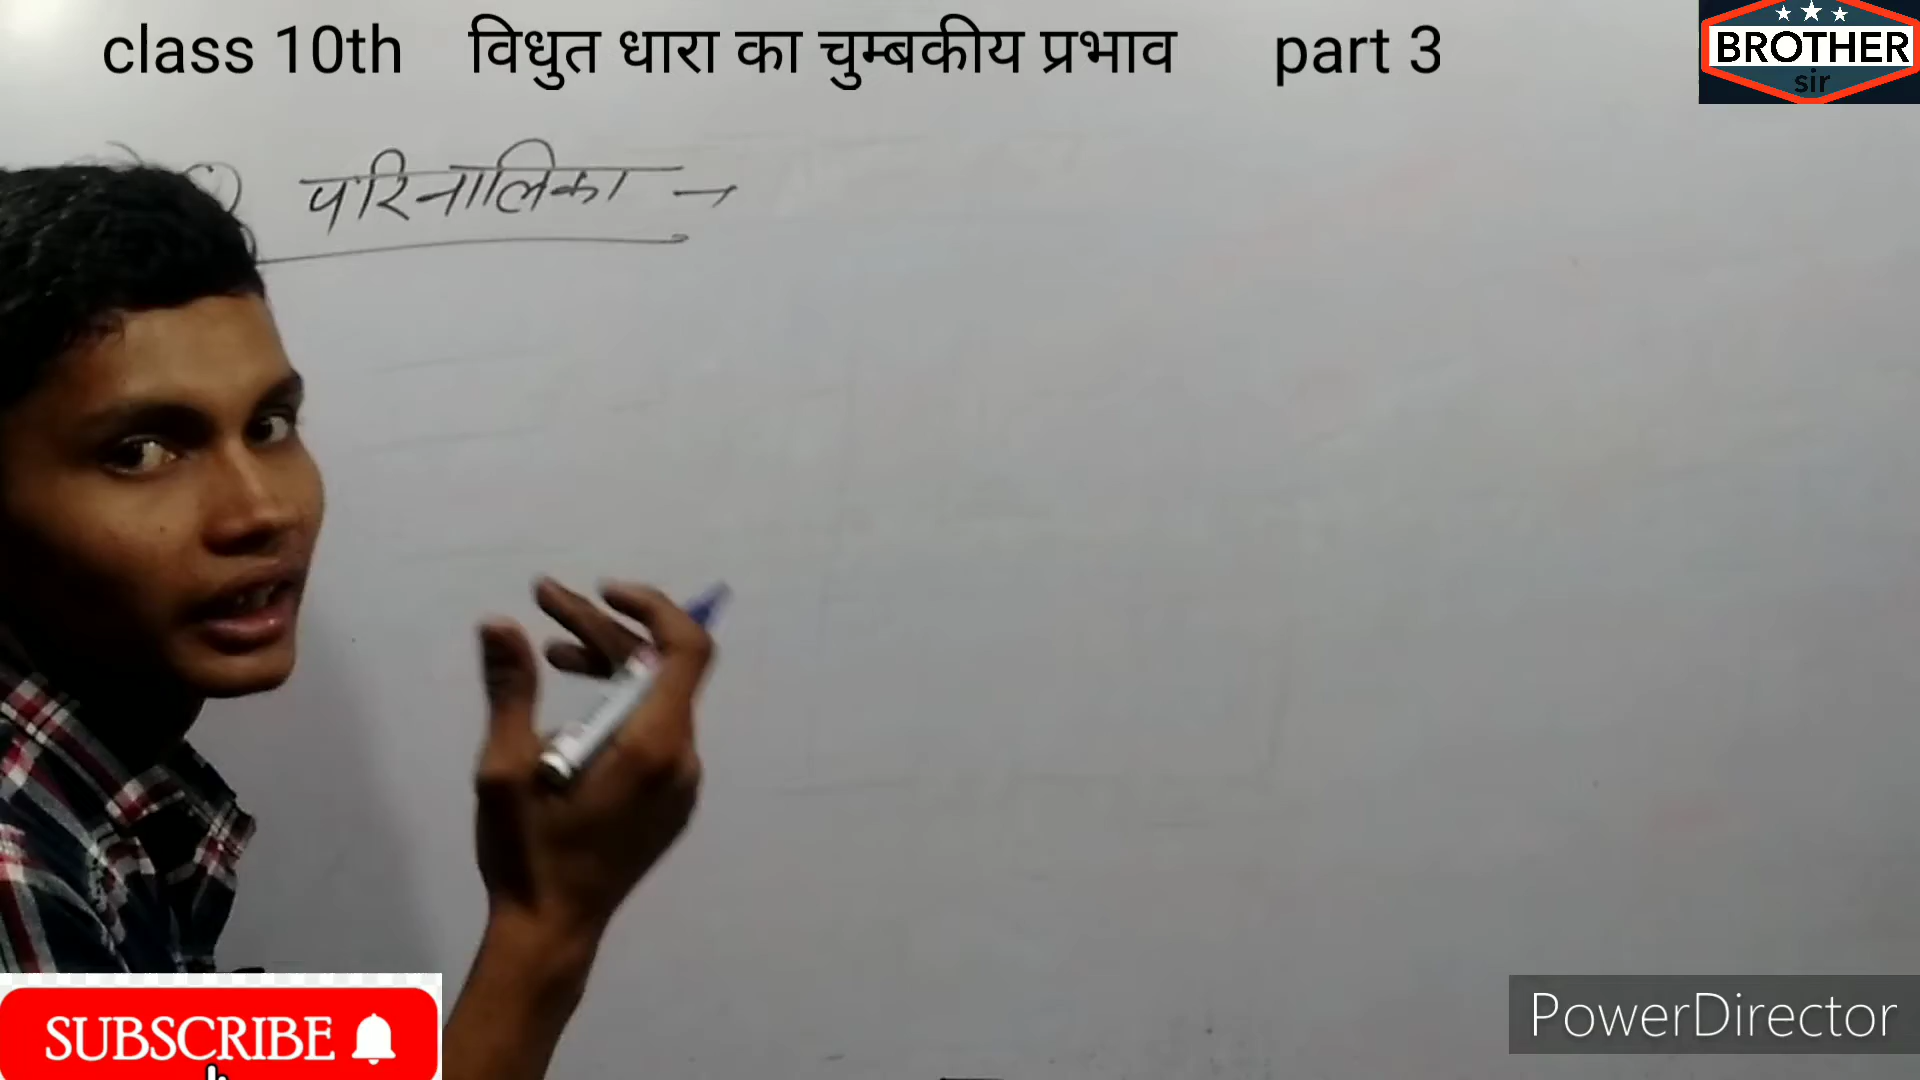 class 10th विधुत धारा का चुम्बकीय प्रभाव part 3
BROTHER
sir
परिनालिका →
SUBSCRIBE
PowerDirector